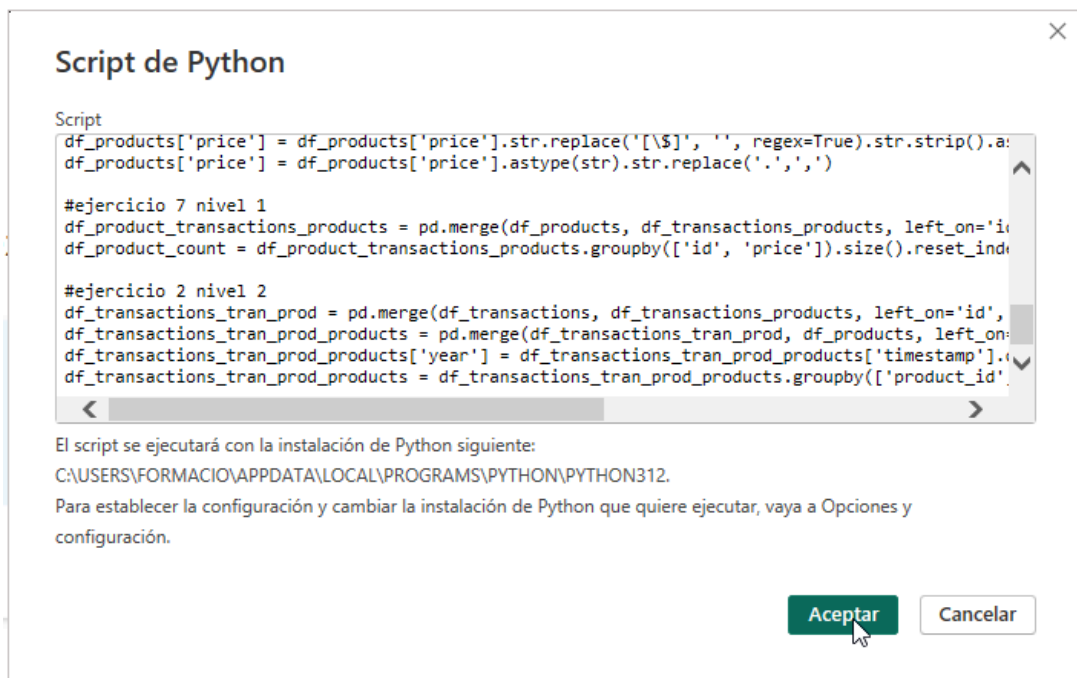 Script de Python
Script
df_products['price'] = df_products['price'].str.replace('[\$]', '', regex=True).str.strip().as
df_products['price'] = df_products['price'].astype(str).str.replace('.',',')
#ejercicio 7 nivel 1
df_product_transactions_products = pd.merge(df_products, df_transactions_products, left_on='id
df_product_count = df_product_transactions_products.groupby(['id', 'price']).size().reset_inde
#ejercicio 2 nivel 2
df_transactions_tran_prod = pd.merge(df_transactions, df_transactions_products, left_on='id',
df_transactions_tran_prod_products = pd.merge(df_transactions_tran_prod, df_products, left_on=
df_transactions_tran_prod_products['year'] = df_transactions_tran_prod_products['timestamp'].
df_transactions_tran_prod_products = df_transactions_tran_prod_products.groupby(['product_id'
El script se ejecutará con la instalación de Python siguiente:
C:\USERS\FORMACIO\APPDATA\LOCAL\PROGRAMS\PYTHON\PYTHON312.
Para establecer la configuración y cambiar la instalación de Python que quiere ejecutar, vaya a Opciones y
configuración.
Aceptar
Cancelar